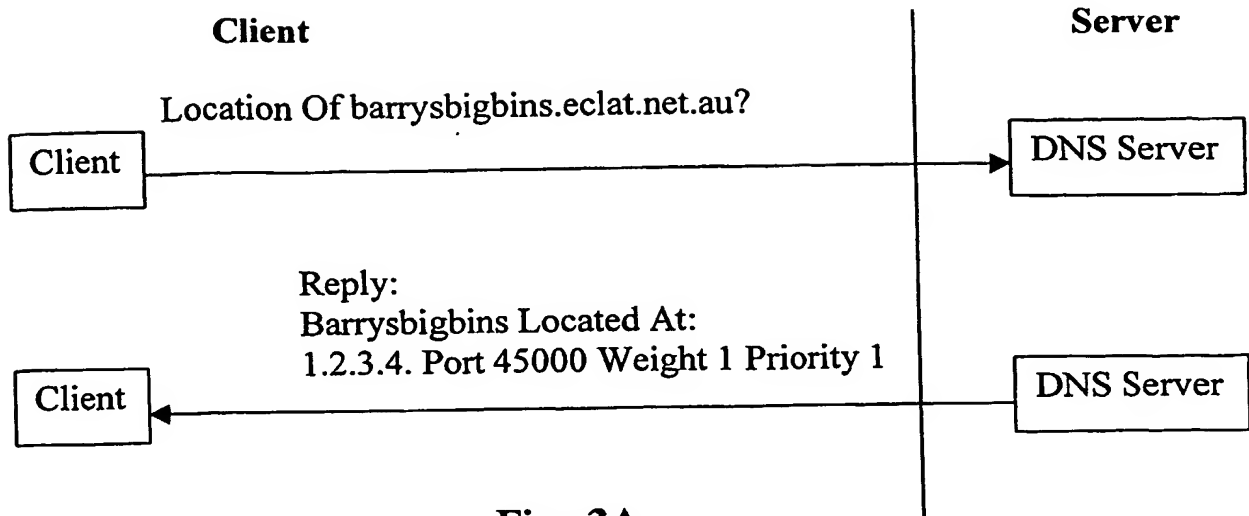 Client
Server
Location Of barrysbigbins.eclat.net.au?
Client
DNS Server
Reply:
Barrysbigbins Located At:
1.2.3.4. Port 45000 Weight 1 Priority 1
Client
DNS Server